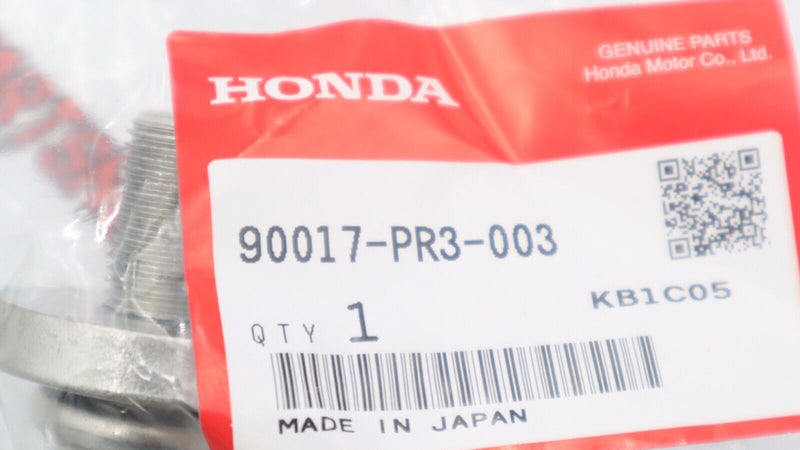 HONDA
GENUINE PARTS
Honda Motor Co., Ltd.
90017-PR3-003
KB1C05
QTY 1
MADE IN JAPAN